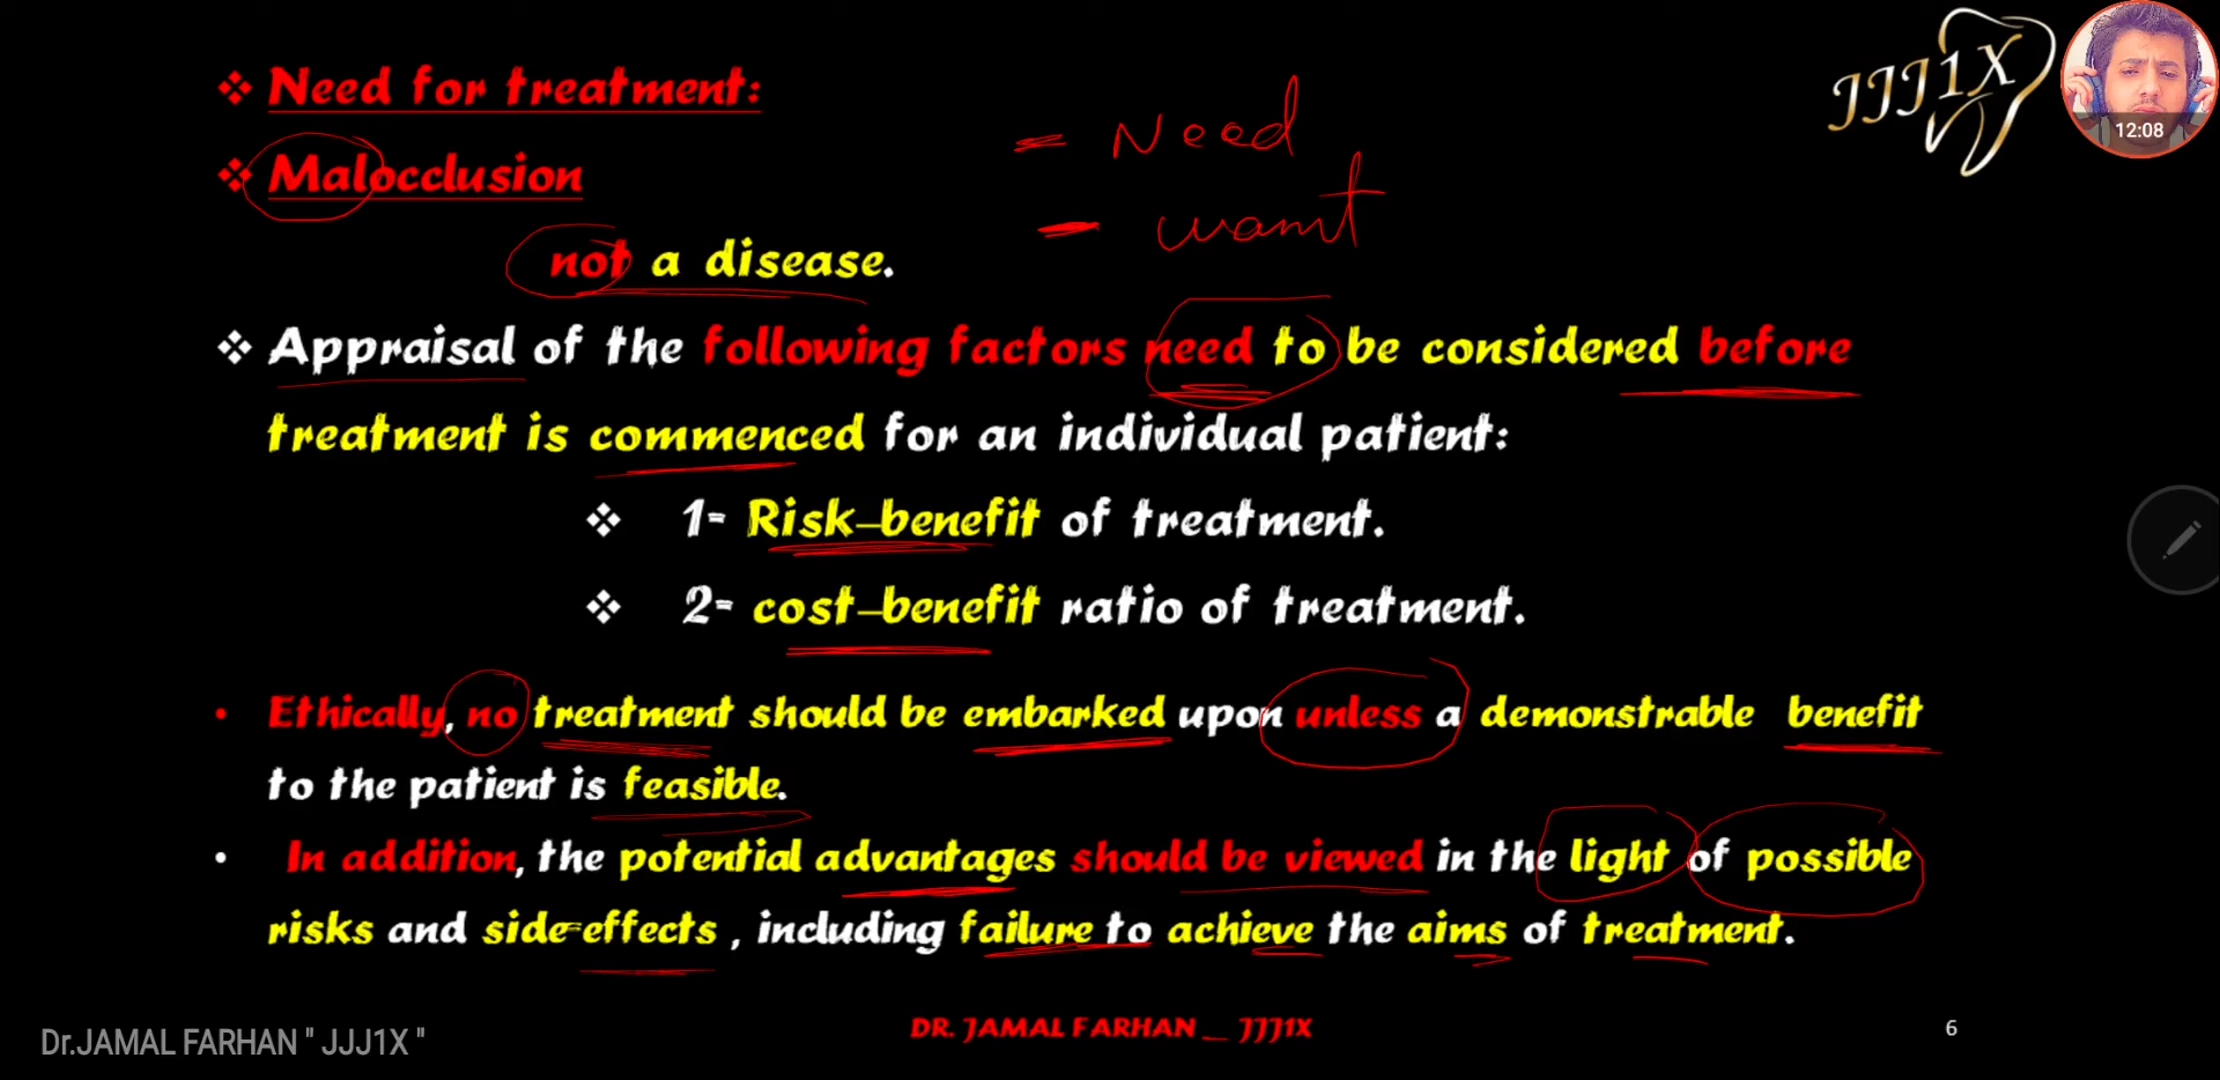 Need for treatment:
= Need
Malocclusion
- want
not a disease.
Appraisal of the following factors need to be considered before
treatment is commenced for an individual patient:
1- Risk-benefit of treatment.
2- cost-benefit ratio of treatment.
• Ethically, no treatment should be embarked upon unless a demonstrable benefit
to the patient is feasible.
• In addition, the potential advantages should be viewed in the light of possible
risks and side-effects , including failure to achieve the aims of treatment.
JJJ1X
12:08
Dr.JAMAL FARHAN " JJJ1X "
DR. JAMAL FARHAN _ JJJ1X
6